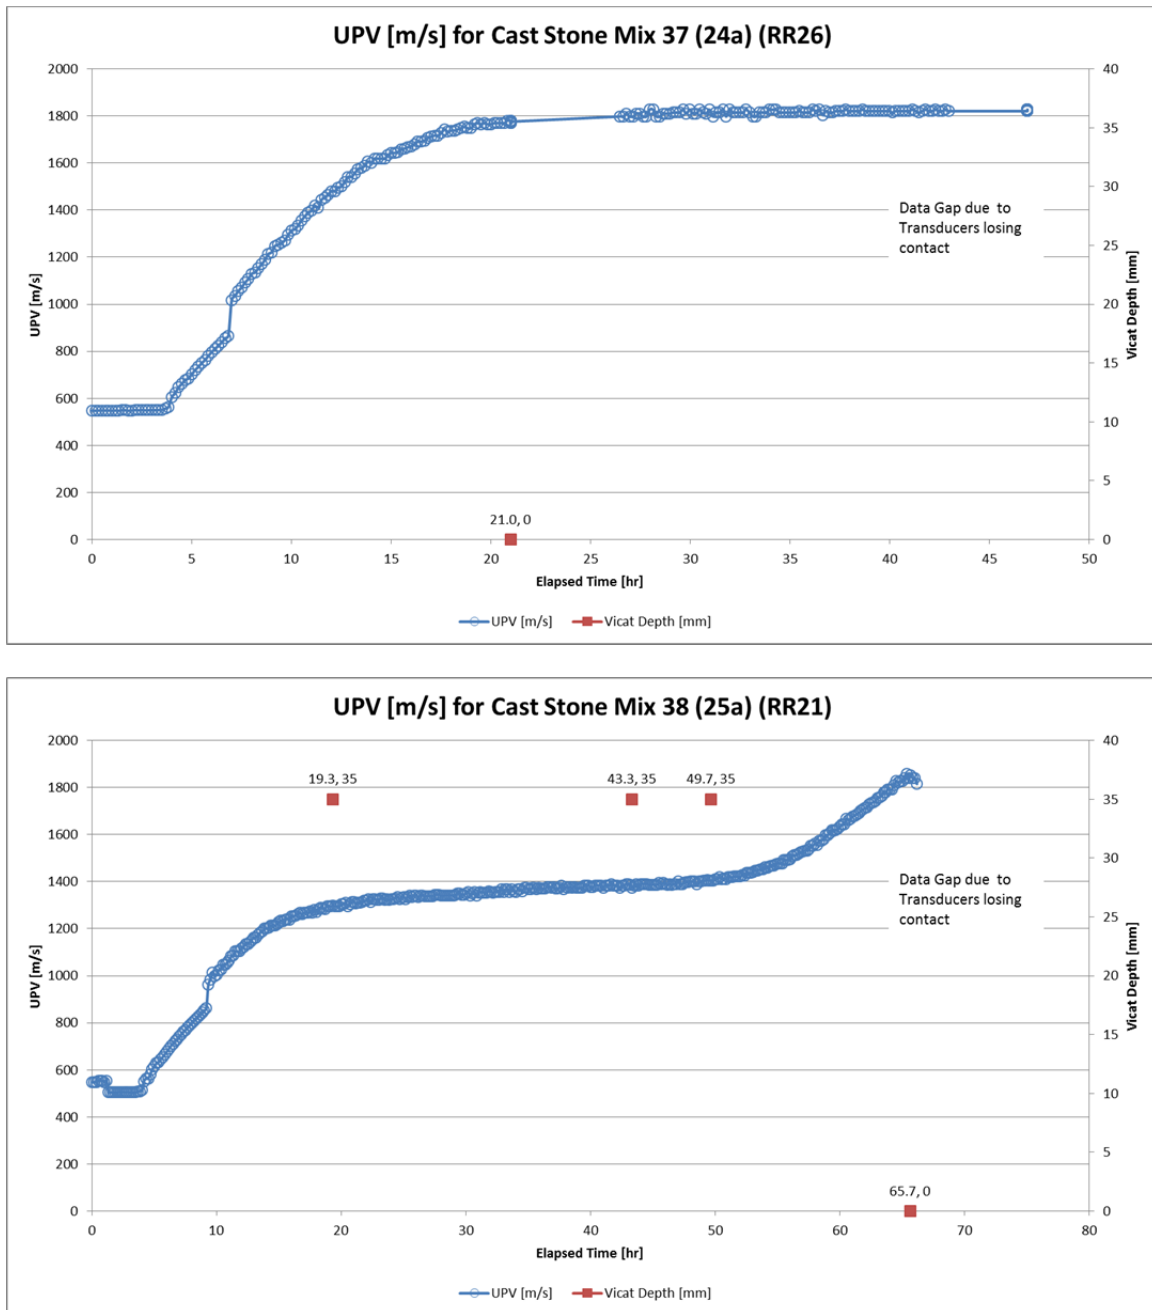 UPV [m/s] for Cast Stone Mix 37 (24a) (RR26)
2000
1800
1600
1400
1200
1000
800
600
400
200
0
UPV [m/s]
40
35
30
25
20
15
10
5
0
Vicat Depth [mm]
Data Gap due to
Transducers losing
contact
21.0, 0
0 5 10 15 20 25 30 35 40 45 50
Elapsed Time [hr]
UPV [m/s] Vicat Depth [mm]
UPV [m/s] for Cast Stone Mix 38 (25a) (RR21)
2000
1800
1600
1400
1200
1000
800
600
400
200
0
UPV [m/s]
40
35
30
25
20
15
10
5
0
Vicat Depth [mm]
19.3, 35 43.3, 35 49.7, 35
Data Gap due to
Transducers losing
contact
65.7, 0
0 10 20 30 40 50 60 70 80
Elapsed Time [hr]
UPV [m/s] Vicat Depth [mm]